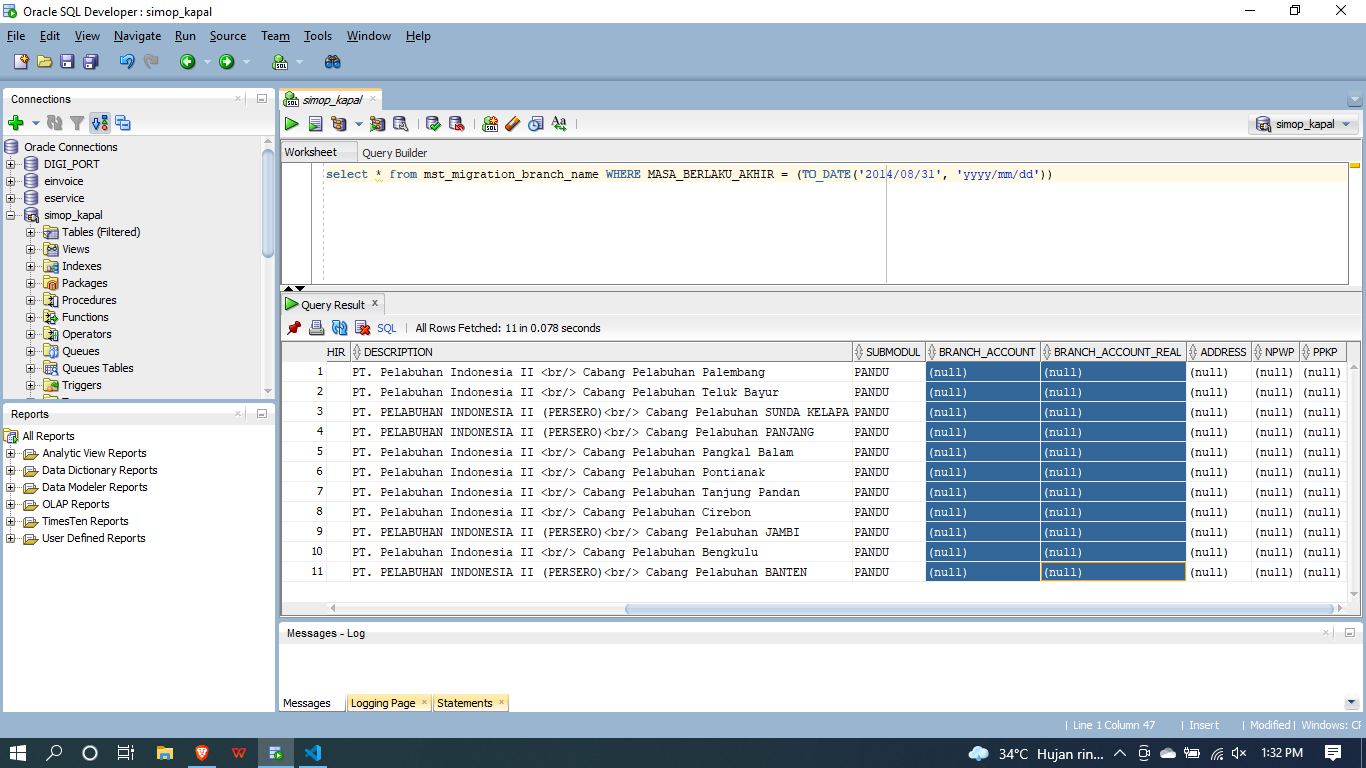 Oracle SQL Developer : simop_kapal
File Edit View Navigate Run Source Team Tools Window Help
Connections
Oracle Connections
DIGI_PORT
einvoice
eservice
simop_kapal
Tables (Filtered)
Views
Indexes
Packages
Procedures
Functions
Operators
Queues
Queues Tables
Triggers
Reports
All Reports
Analytic View Reports
Data Dictionary Reports
Data Modeler Reports
OLAP Reports
TimesTen Reports
User Defined Reports
simop_kapal
simop_kapal
Worksheet Query Builder
select * from mst_migration_branch_name WHERE MASA_BERLAKU_AKHIR = (TO_DATE('2014/08/31', 'yyyy/mm/dd'))
Query Result
SQL | All Rows Fetched: 11 in 0.078 seconds
HIR DESCRIPTION SUBMODUL BRANCH_ACCOUNT BRANCH_ACCOUNT_REAL ADDRESS NPWP PPKP
1 PT. Pelabuhan Indonesia II <br/> Cabang Pelabuhan Palembang PANDU (null) (null) (null) (null) (null)
2 PT. Pelabuhan Indonesia II <br/> Cabang Pelabuhan Teluk Bayur PANDU (null) (null) (null) (null) (null)
3 PT. PELABUHAN INDONESIA II (PERSERO)<br/> Cabang Pelabuhan SUNDA KELAPA PANDU (null) (null) (null) (null) (null)
4 PT. PELABUHAN INDONESIA II (PERSERO)<br/> Cabang Pelabuhan PANJANG PANDU (null) (null) (null) (null) (null)
5 PT. Pelabuhan Indonesia II <br/> Cabang Pelabuhan Pangkal Balam PANDU (null) (null) (null) (null) (null)
6 PT. Pelabuhan Indonesia II <br/> Cabang Pelabuhan Pontianak PANDU (null) (null) (null) (null) (null)
7 PT. Pelabuhan Indonesia II <br/> Cabang Pelabuhan Tanjung Pandan PANDU (null) (null) (null) (null) (null)
8 PT. Pelabuhan Indonesia II <br/> Cabang Pelabuhan Cirebon PANDU (null) (null) (null) (null) (null)
9 PT. PELABUHAN INDONESIA II (PERSERO)<br/> Cabang Pelabuhan JAMBI PANDU (null) (null) (null) (null) (null)
10 PT. Pelabuhan Indonesia II <br/> Cabang Pelabuhan Bengkulu PANDU (null) (null) (null) (null) (null)
11 PT. PELABUHAN INDONESIA II (PERSERO)<br/> Cabang Pelabuhan BANTEN PANDU (null) (null) (null) (null) (null)
Messages - Log
Messages Logging Page Statements
| Line 1 Column 47 | Insert | Modified | Windows: CF
34°C Hujan rin... 1:32 PM